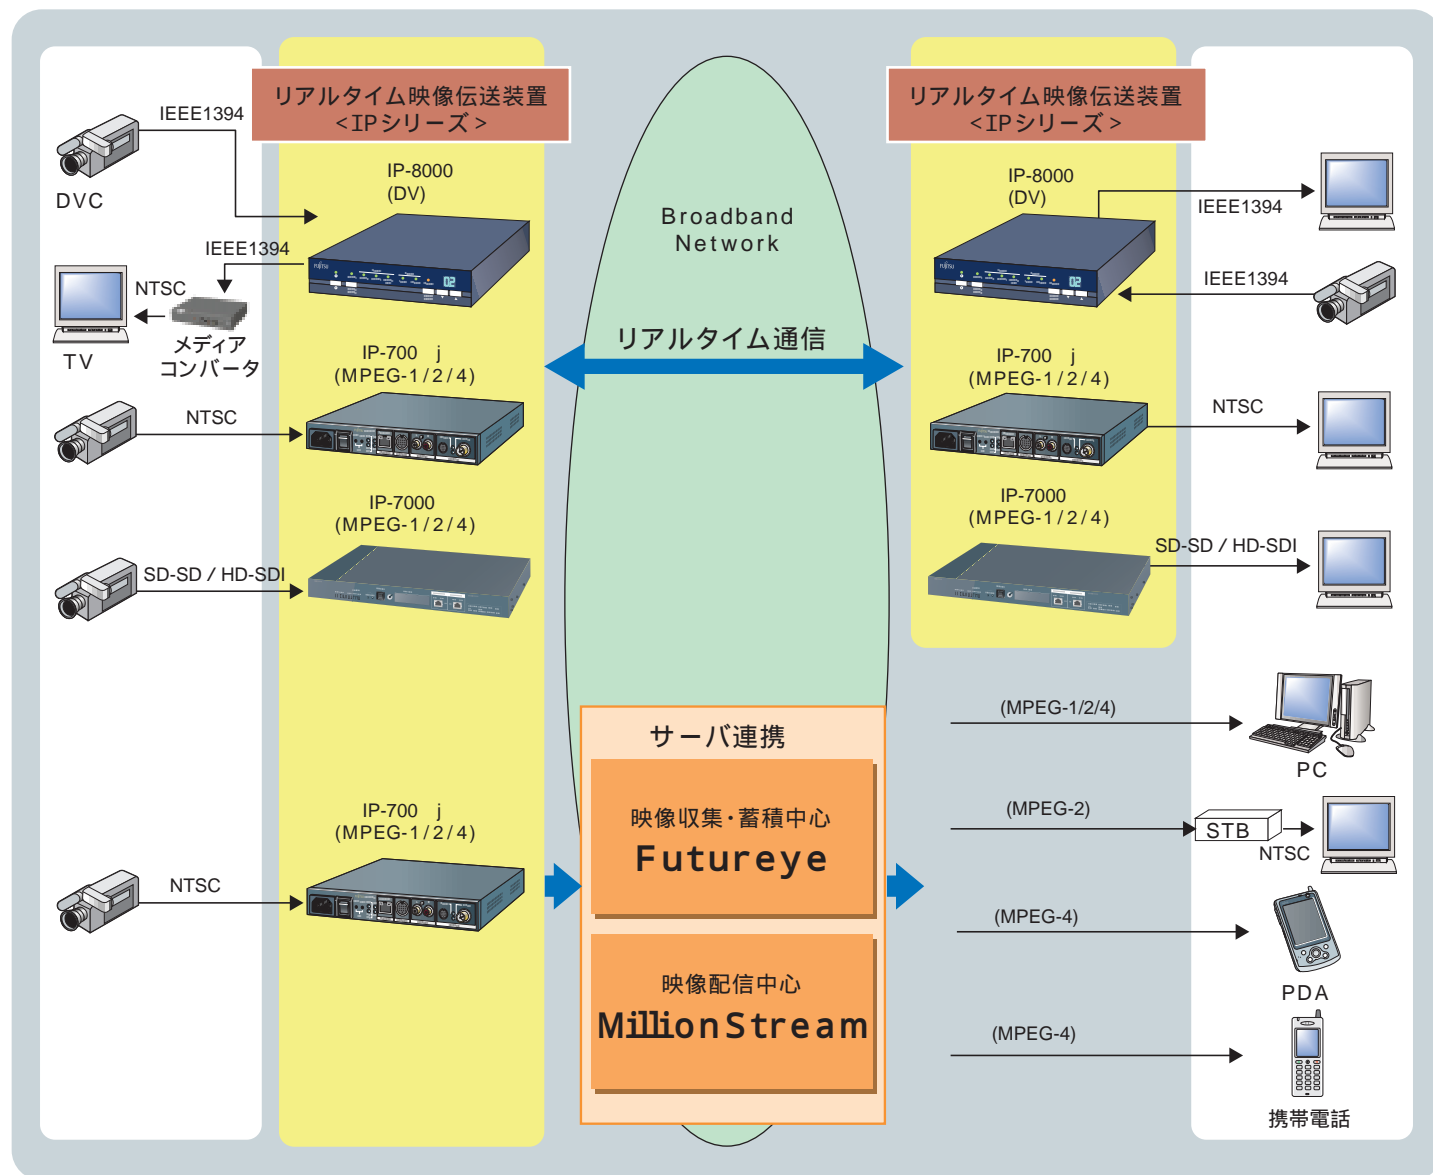 リアルタイム映像伝送装置
<IPシリーズ>
IEEE1394
DVC
IP-8000
(DV)
FUJITSU
02
IEEE1394
NTSC
TV
メディア
コンバータ
IP-700 j
(MPEG-1/2/4)
NTSC
IP-7000
(MPEG-1/2/4)
SD-SD/HD-SDI
IP-700 j
(MPEG-1/2/4)
NTSC
Broadband
Network
リアルタイム通信
サーバ連携
映像収集・蓄積中心
Futureye
映像配信中心
MillionStream
リアルタイム映像伝送装置
<IPシリーズ>
IP-8000
(DV)
FUJITSU
02
IEEE1394
IEEE1394
IP-700 j
(MPEG-1/2/4)
NTSC
IP-7000
(MPEG-1/2/4)
SD-SD/HD-SDI
(MPEG-1/2/4)
PC
(MPEG-2)
STB
NTSC
(MPEG-4)
PDA
(MPEG-4)
携帯電話